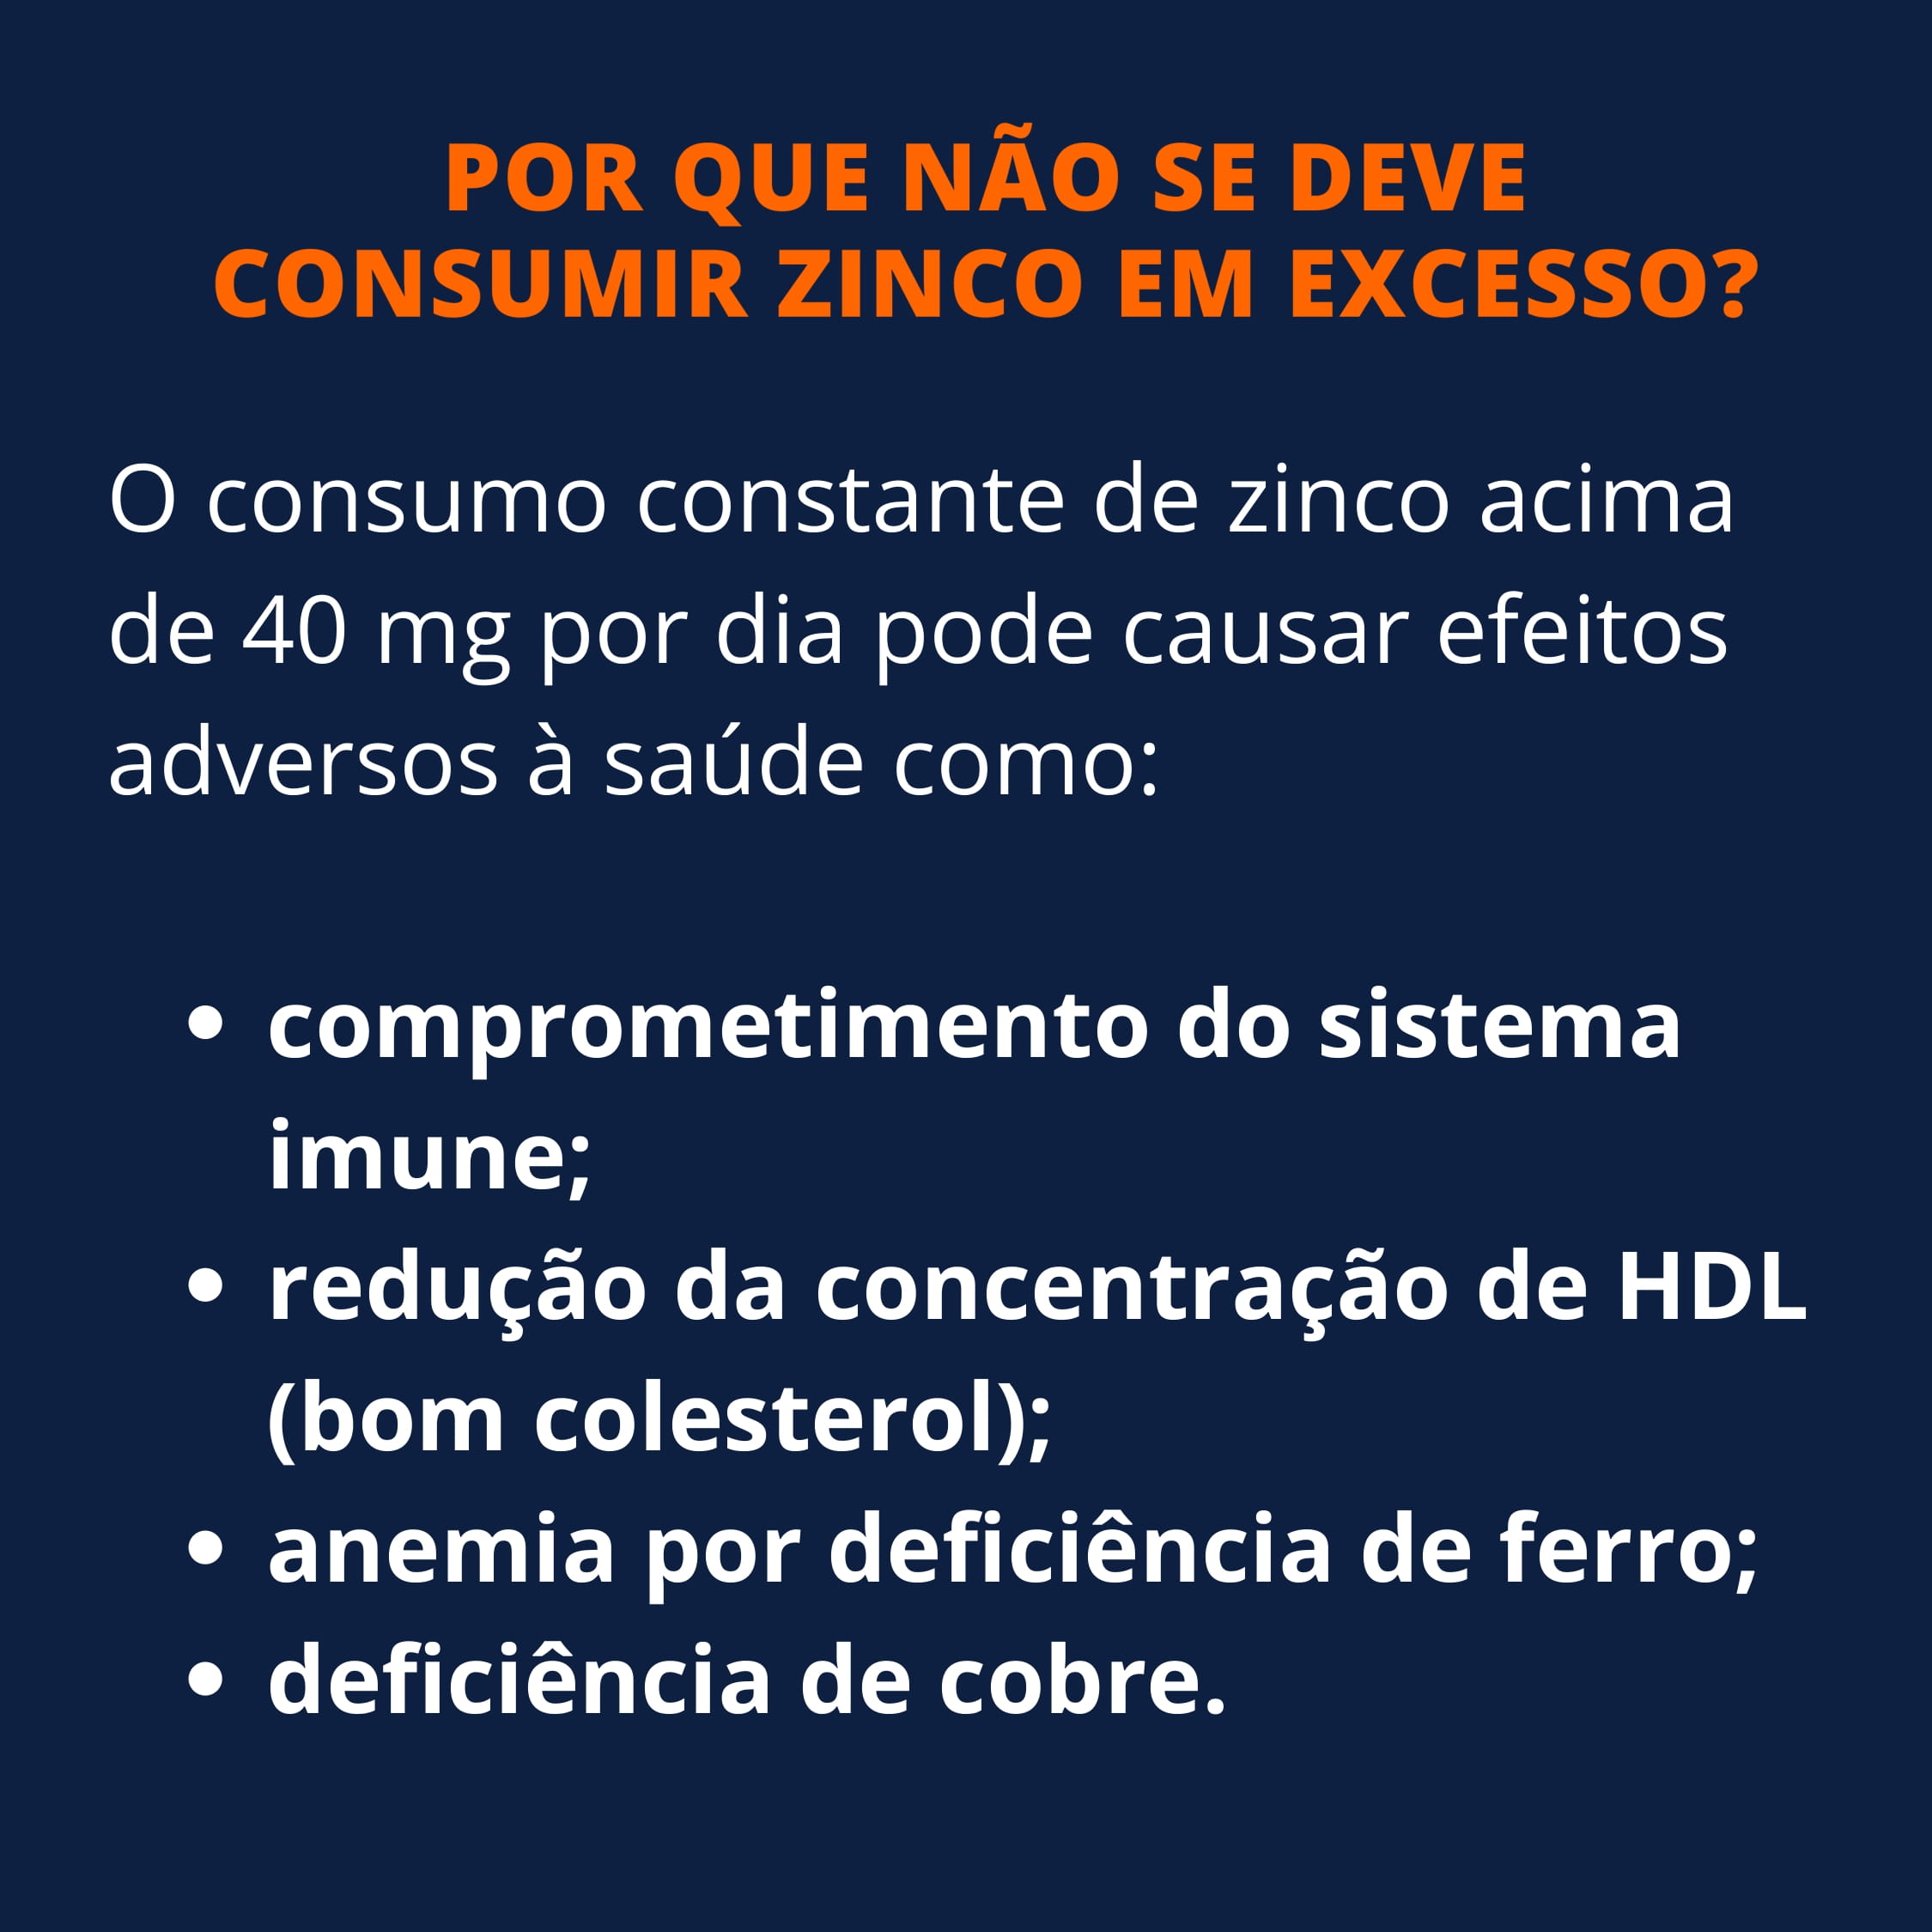 POR QUE NÃO SE DEVE
CONSUMIR ZINCO EM EXCESSO?
O consumo constante de zinco acima
de 40 mg por dia pode causar efeitos
adversos à saúde como:
• comprometimento do sistema
imune;
• redução da concentração de HDL
(bom colesterol);
• anemia por deficiência de ferro;
• deficiência de cobre.